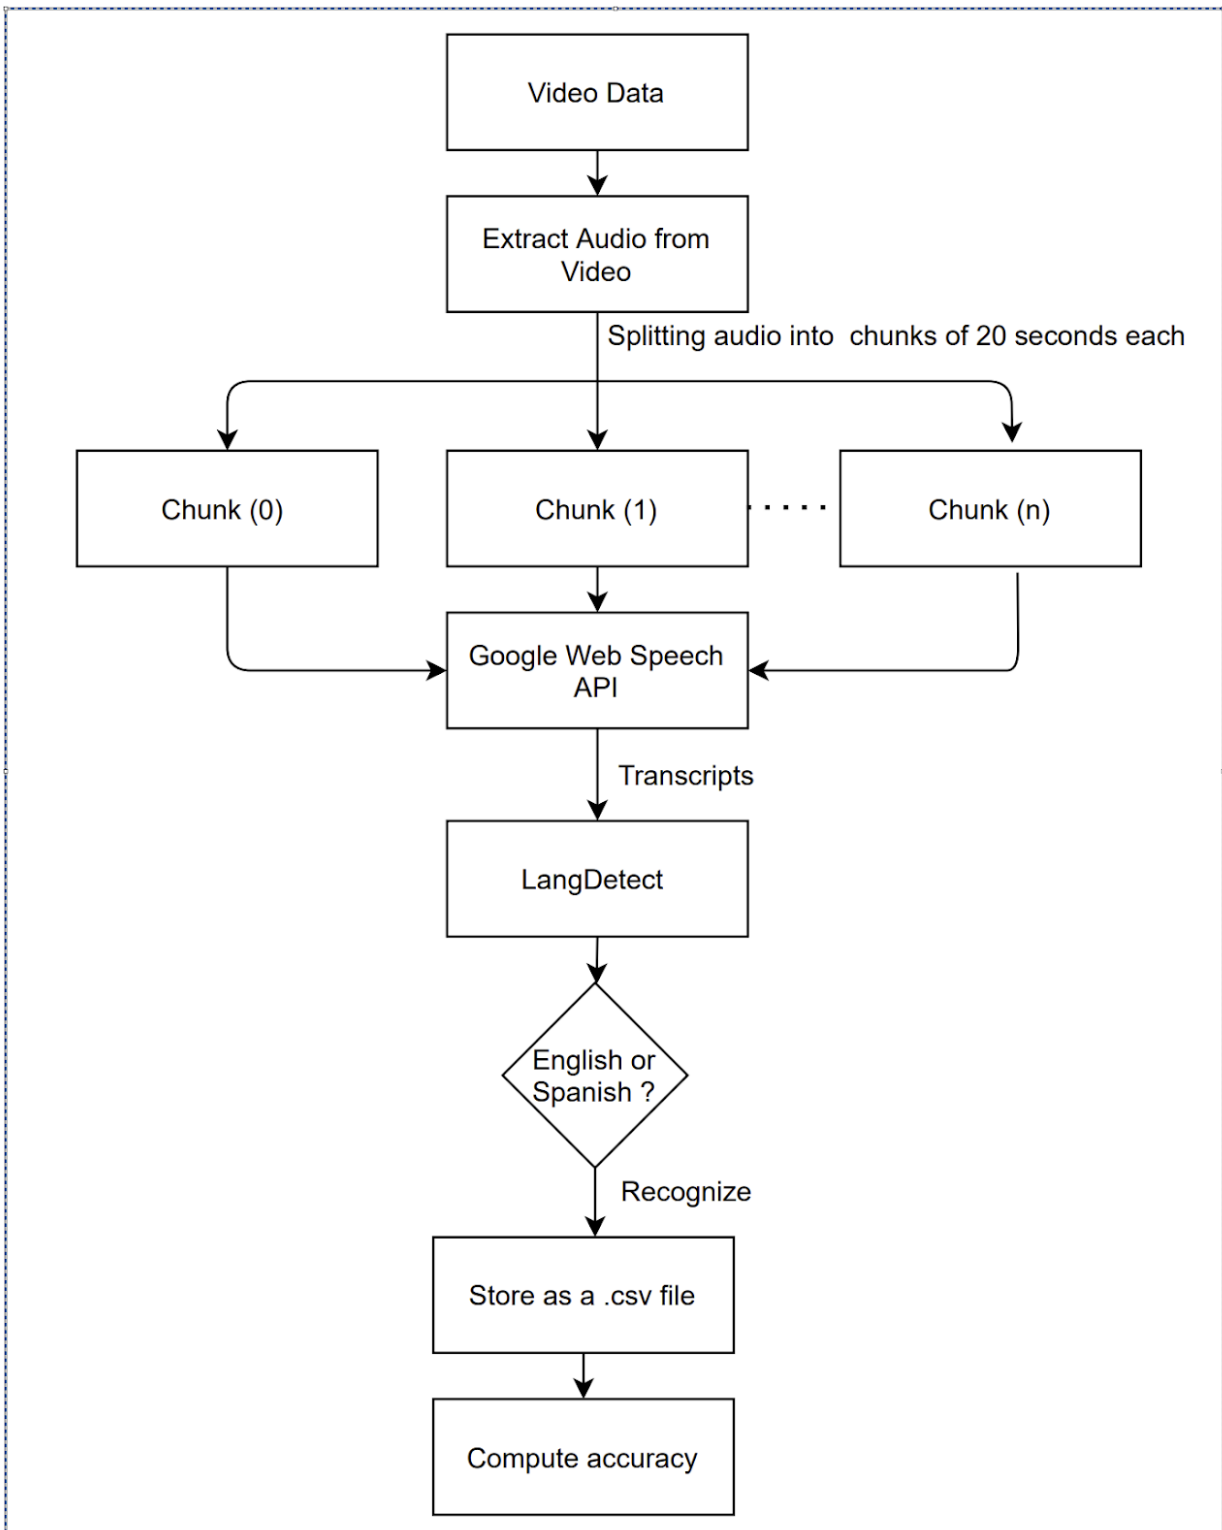 Video Data
Extract Audio from
Video
Splitting audio into  chunks of 20 seconds each
Chunk (0)
Chunk (1)
Chunk (n)
Google Web Speech
API
Transcripts
LangDetect
English or
Spanish ?
Recognize
Store as a .csv file
Compute accuracy